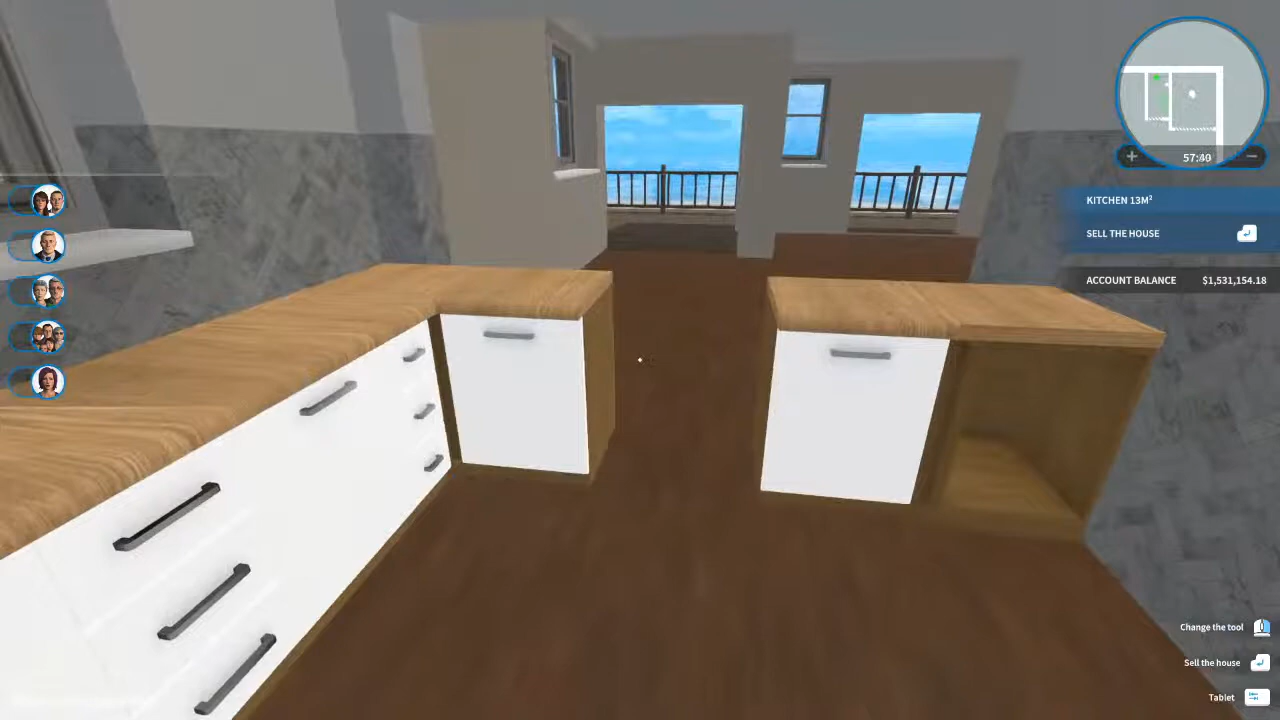 57:40
KITCHEN 13M²
SELL THE HOUSE
ACCOUNT BALANCE $1,531,154.18
Change the tool
Sell the house
Tablet